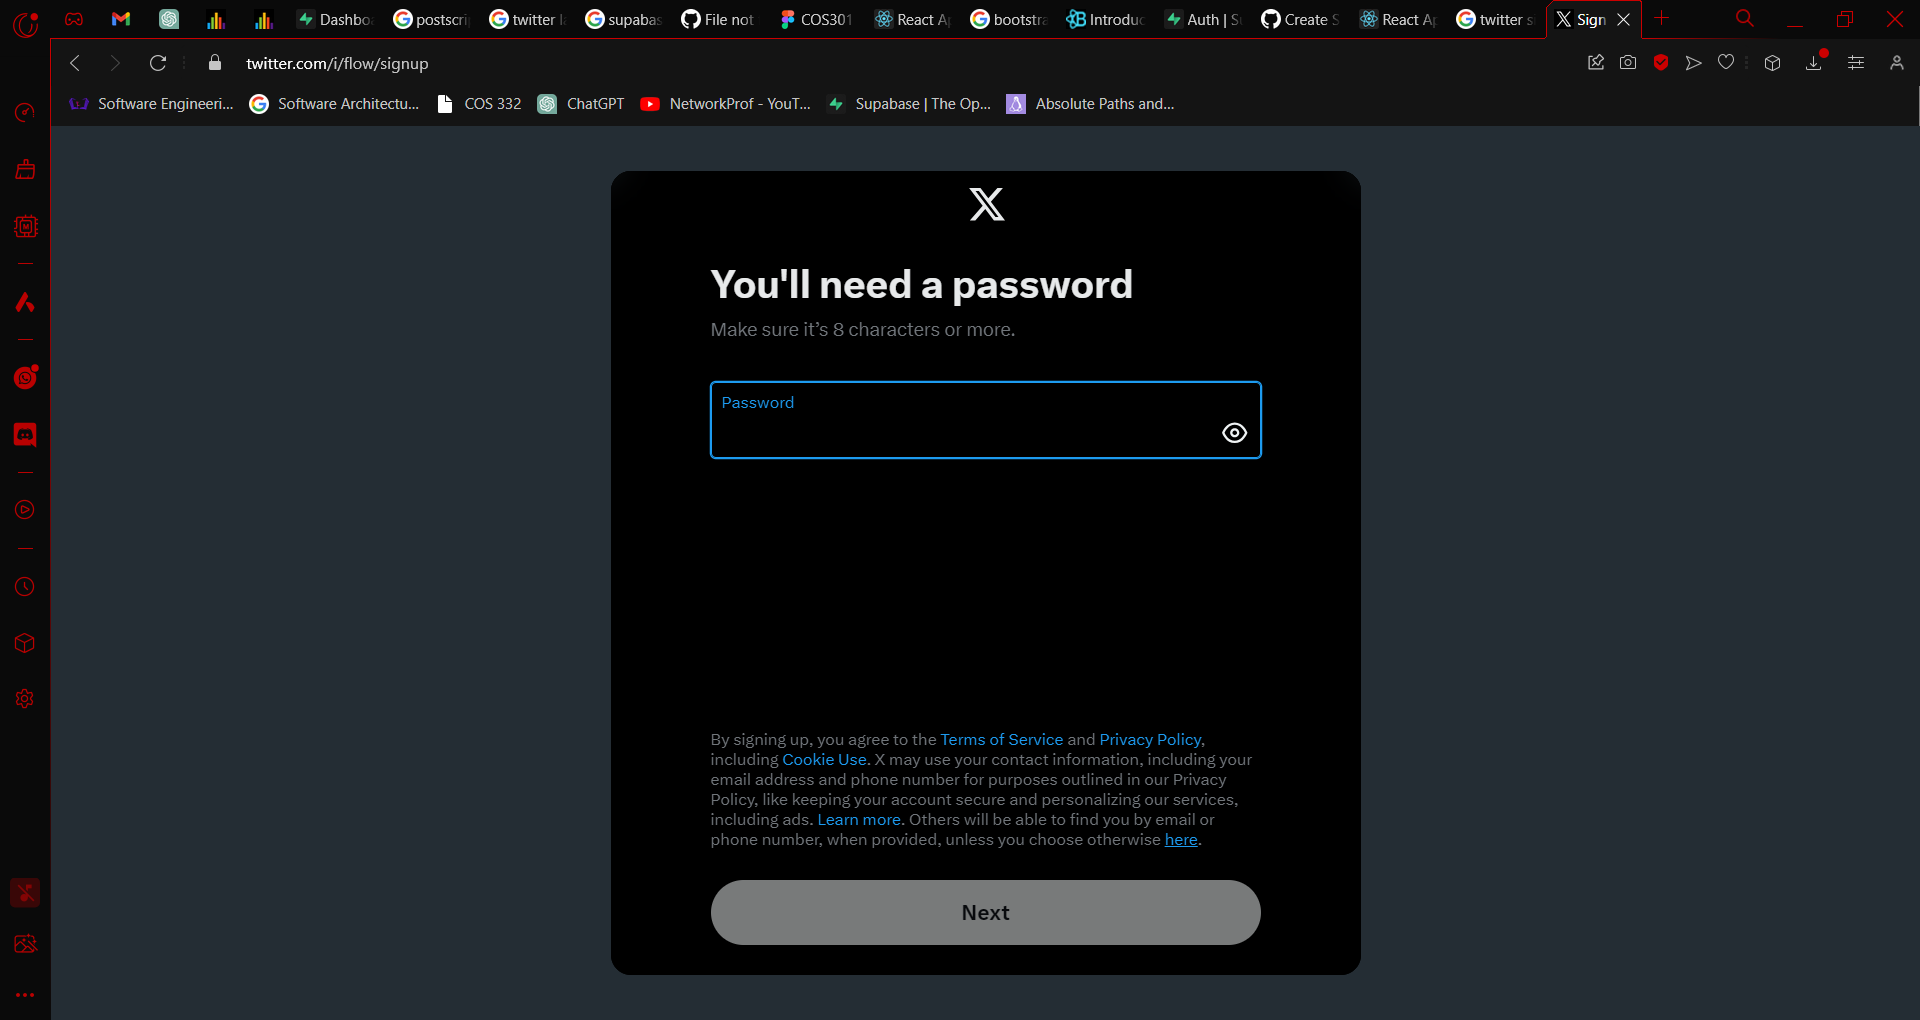 Dashbo
postscri
twitter l
supabas
File not
COS301
React A
bootstra
Introduc
Auth | S
Create S
React A
twitter s
Sign
twitter.com/i/flow/signup
Software Engineeri...
Software Architectu...
COS 332
ChatGPT
NetworkProf - YouT...
Supabase | The Op...
Absolute Paths and...
You'll need a password
Make sure it’s 8 characters or more.
Password
By signing up, you agree to the Terms of Service and Privacy Policy,
including Cookie Use. X may use your contact information, including your
email address and phone number for purposes outlined in our Privacy
Policy, like keeping your account secure and personalizing our services,
including ads. Learn more. Others will be able to find you by email or
phone number, when provided, unless you choose otherwise here.
Next